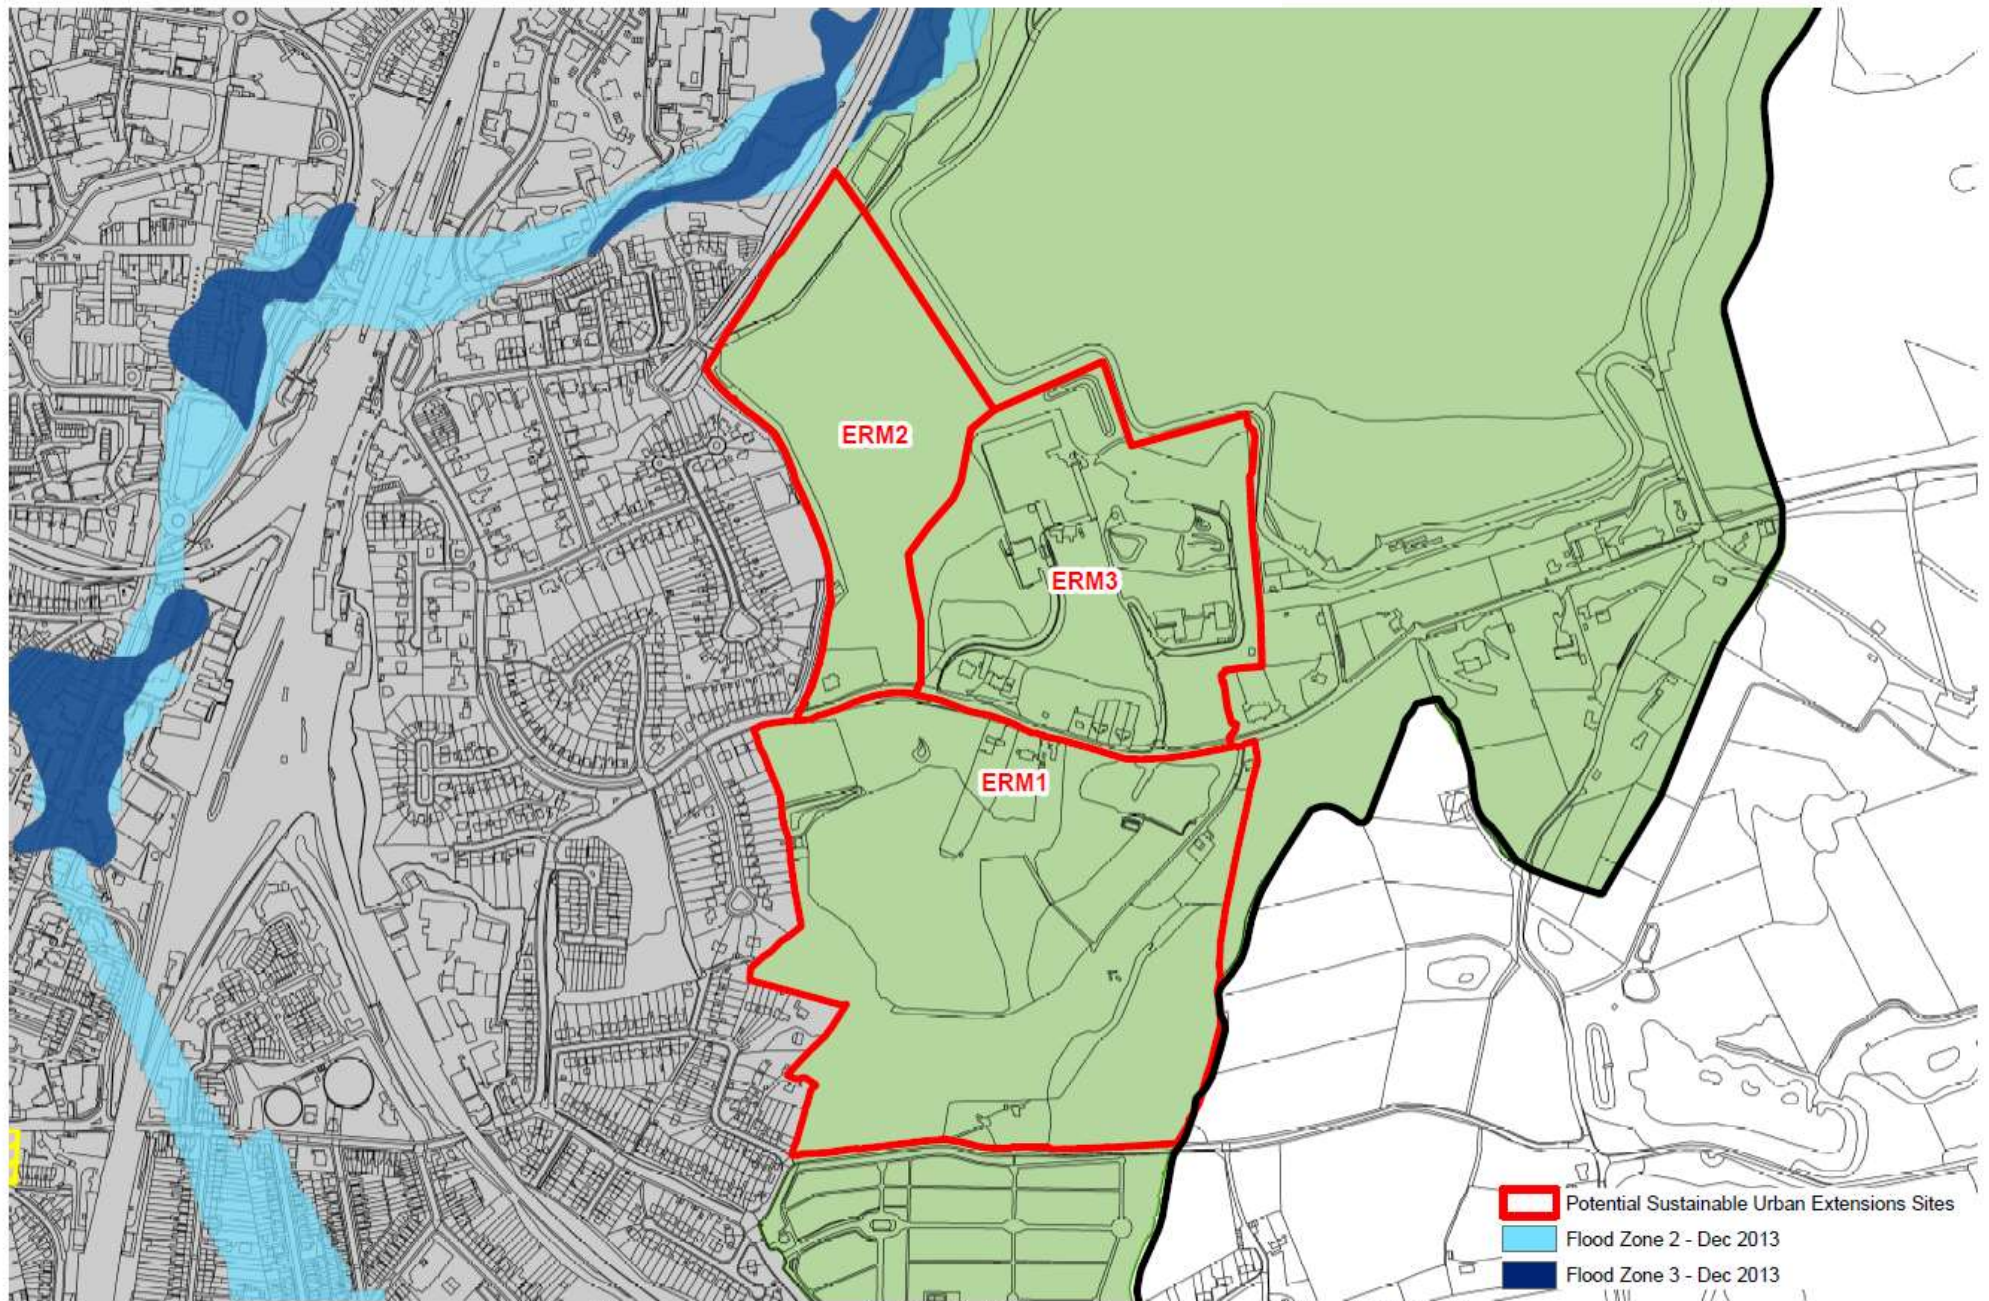 ERM2
ERM3
ERM1
Potential Sustainable Urban Extensions Sites
Flood Zone 2 - Dec 2013
Flood Zone 3 - Dec 2013